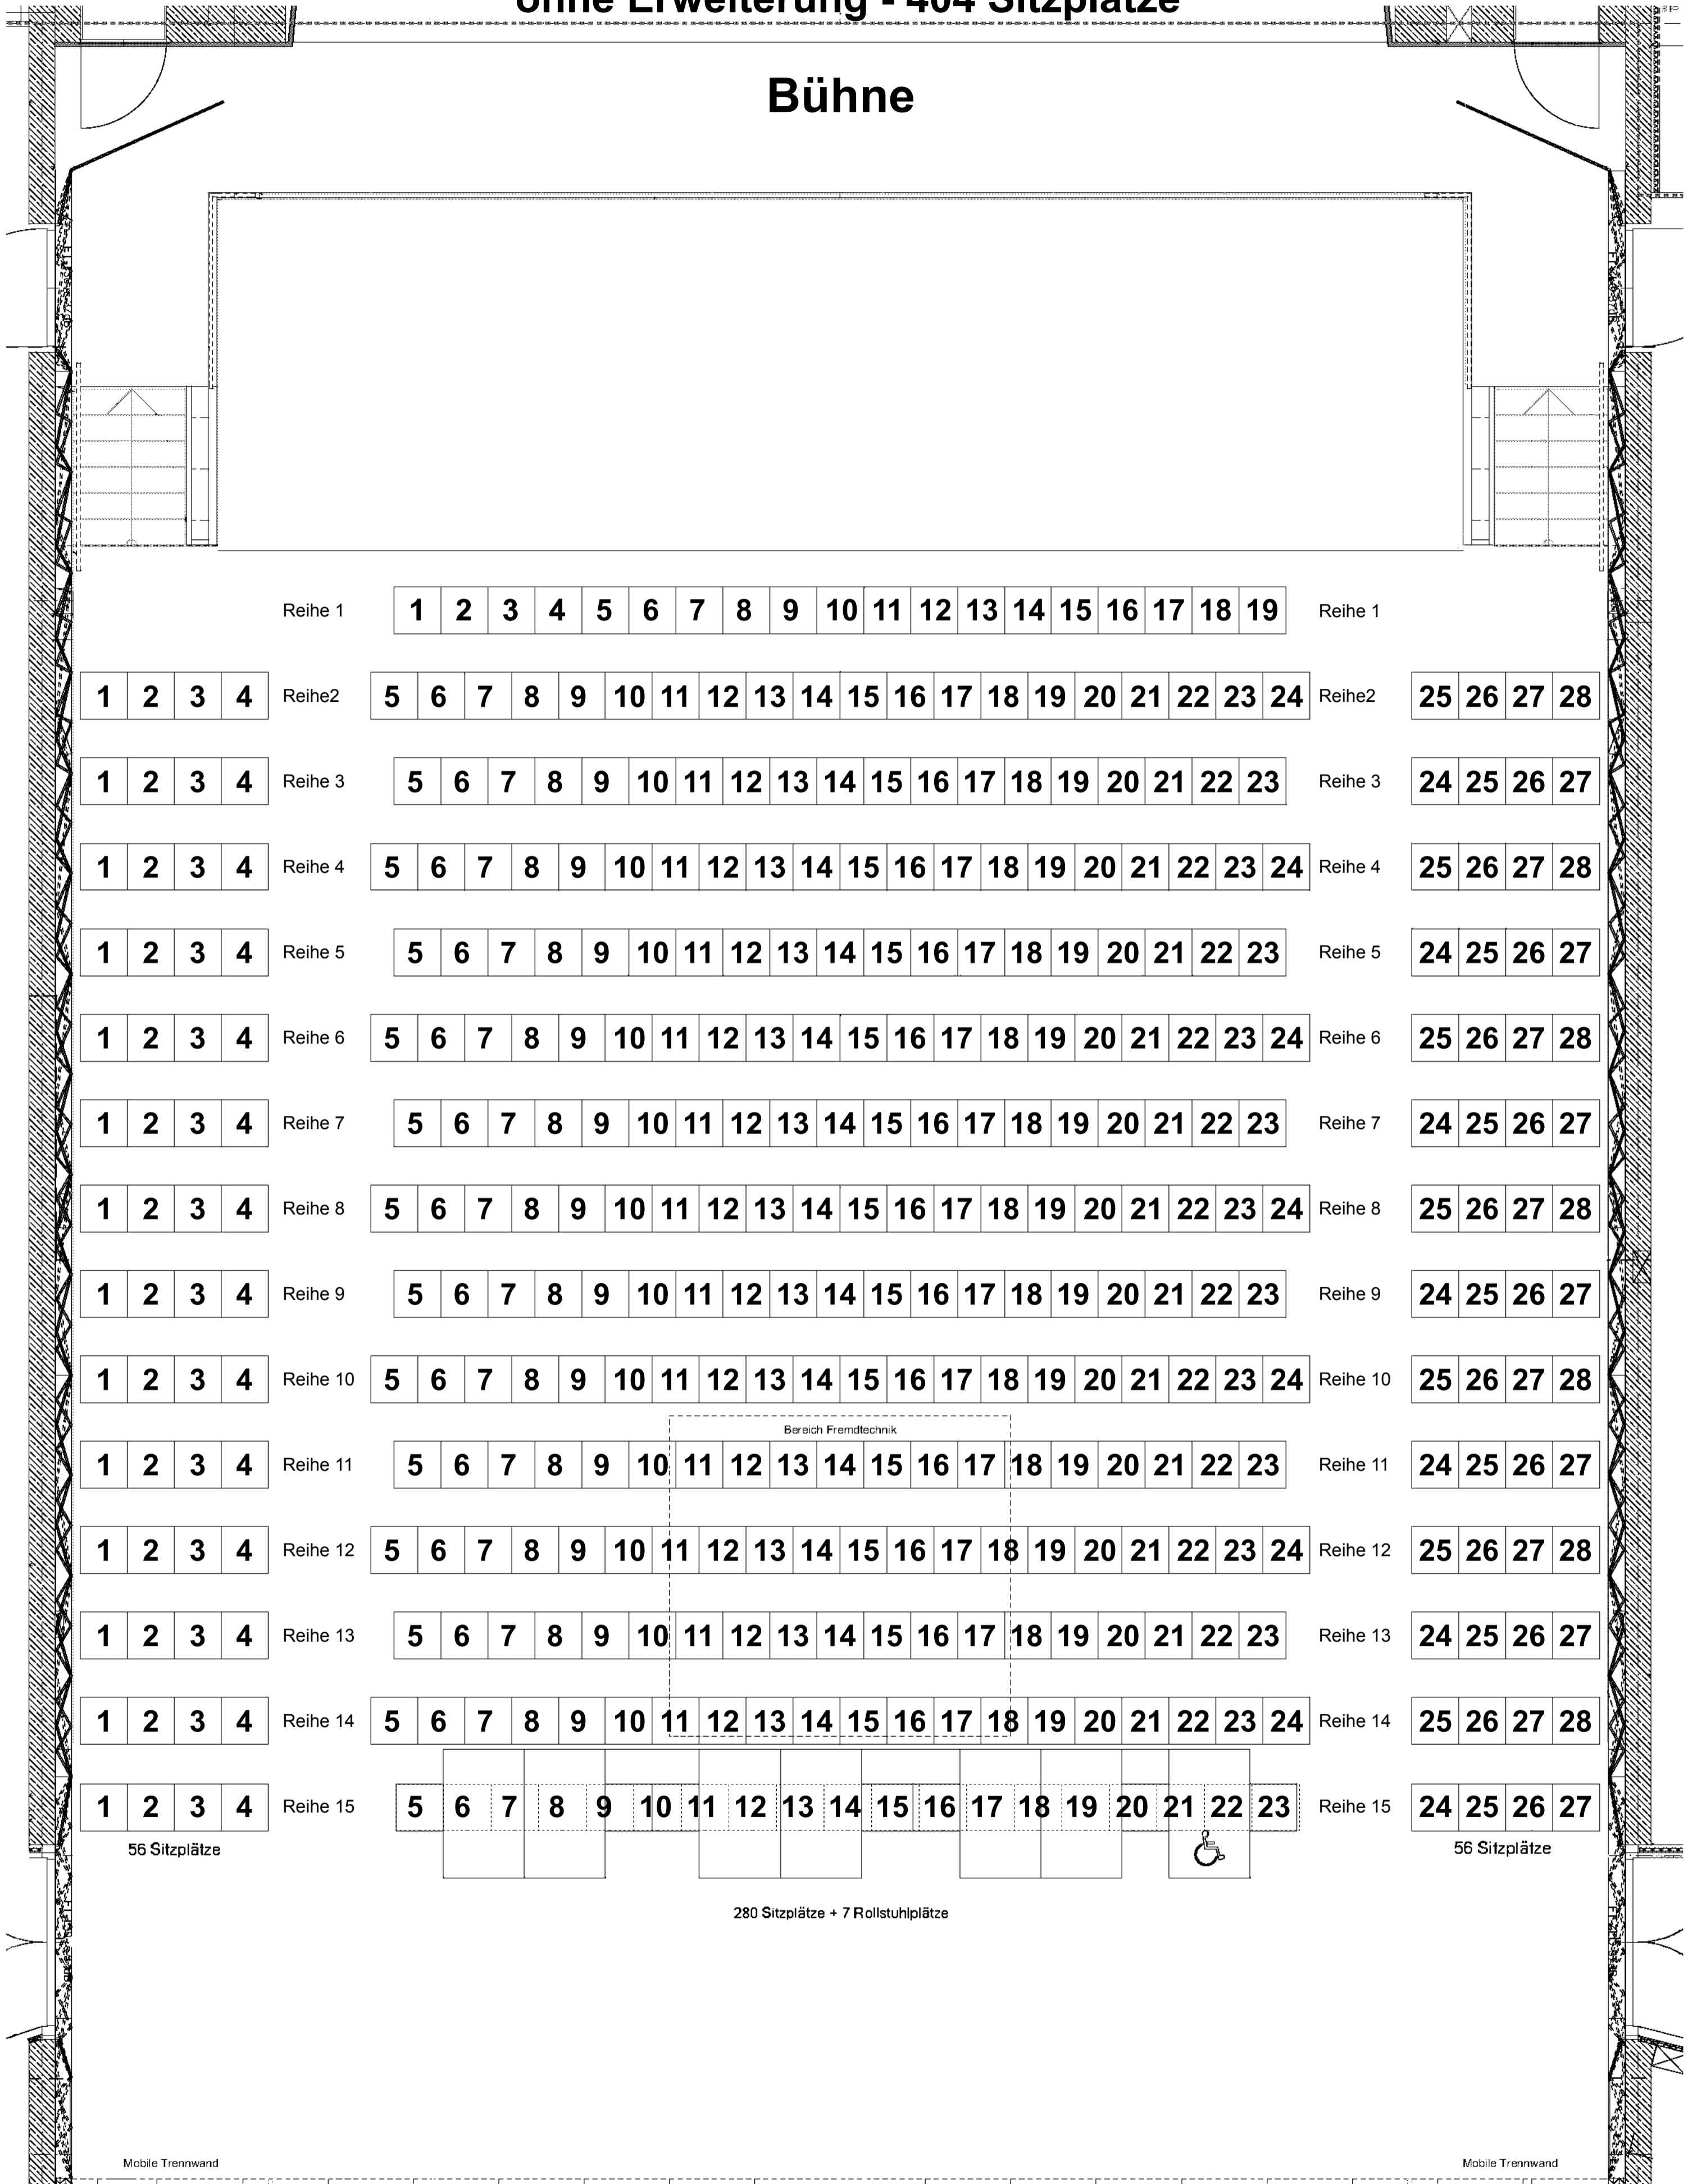 ohne Erweiterung - 404 Sitzplätze
Bühne
Reihe 1 1 2 3 4 5 6 7 8 9 10 11 12 13 14 15 16 17 18 19 Reihe 1
1 2 3 4 Reihe2 5 6 7 8 9 10 11 12 13 14 15 16 17 18 19 20 21 22 23 24 Reihe2 25 26 27 28
1 2 3 4 Reihe 3 5 6 7 8 9 10 11 12 13 14 15 16 17 18 19 20 21 22 23 Reihe 3 24 25 26 27
1 2 3 4 Reihe 4 5 6 7 8 9 10 11 12 13 14 15 16 17 18 19 20 21 22 23 24 Reihe 4 25 26 27 28
1 2 3 4 Reihe 5 5 6 7 8 9 10 11 12 13 14 15 16 17 18 19 20 21 22 23 Reihe 5 24 25 26 27
1 2 3 4 Reihe 6 5 6 7 8 9 10 11 12 13 14 15 16 17 18 19 20 21 22 23 24 Reihe 6 25 26 27 28
1 2 3 4 Reihe 7 5 6 7 8 9 10 11 12 13 14 15 16 17 18 19 20 21 22 23 Reihe 7 24 25 26 27
1 2 3 4 Reihe 8 5 6 7 8 9 10 11 12 13 14 15 16 17 18 19 20 21 22 23 24 Reihe 8 25 26 27 28
1 2 3 4 Reihe 9 5 6 7 8 9 10 11 12 13 14 15 16 17 18 19 20 21 22 23 Reihe 9 24 25 26 27
1 2 3 4 Reihe 10 5 6 7 8 9 10 11 12 13 14 15 16 17 18 19 20 21 22 23 24 Reihe 10 25 26 27 28
Bereich Fremdtechnik
1 2 3 4 Reihe 11 5 6 7 8 9 10 11 12 13 14 15 16 17 18 19 20 21 22 23 Reihe 11 24 25 26 27
1 2 3 4 Reihe 12 5 6 7 8 9 10 11 12 13 14 15 16 17 18 19 20 21 22 23 24 Reihe 12 25 26 27 28
1 2 3 4 Reihe 13 5 6 7 8 9 10 11 12 13 14 15 16 17 18 19 20 21 22 23 Reihe 13 24 25 26 27
1 2 3 4 Reihe 14 5 6 7 8 9 10 11 12 13 14 15 16 17 18 19 20 21 22 23 24 Reihe 14 25 26 27 28
1 2 3 4 Reihe 15 5 6 7 8 9 10 11 12 13 14 15 16 17 18 19 20 21 22 23 Reihe 15 24 25 26 27
56 Sitzplätze 56 Sitzplätze
280 Sitzplätze + 7 Rollstuhlplätze
Mobile Trennwand Mobile Trennwand